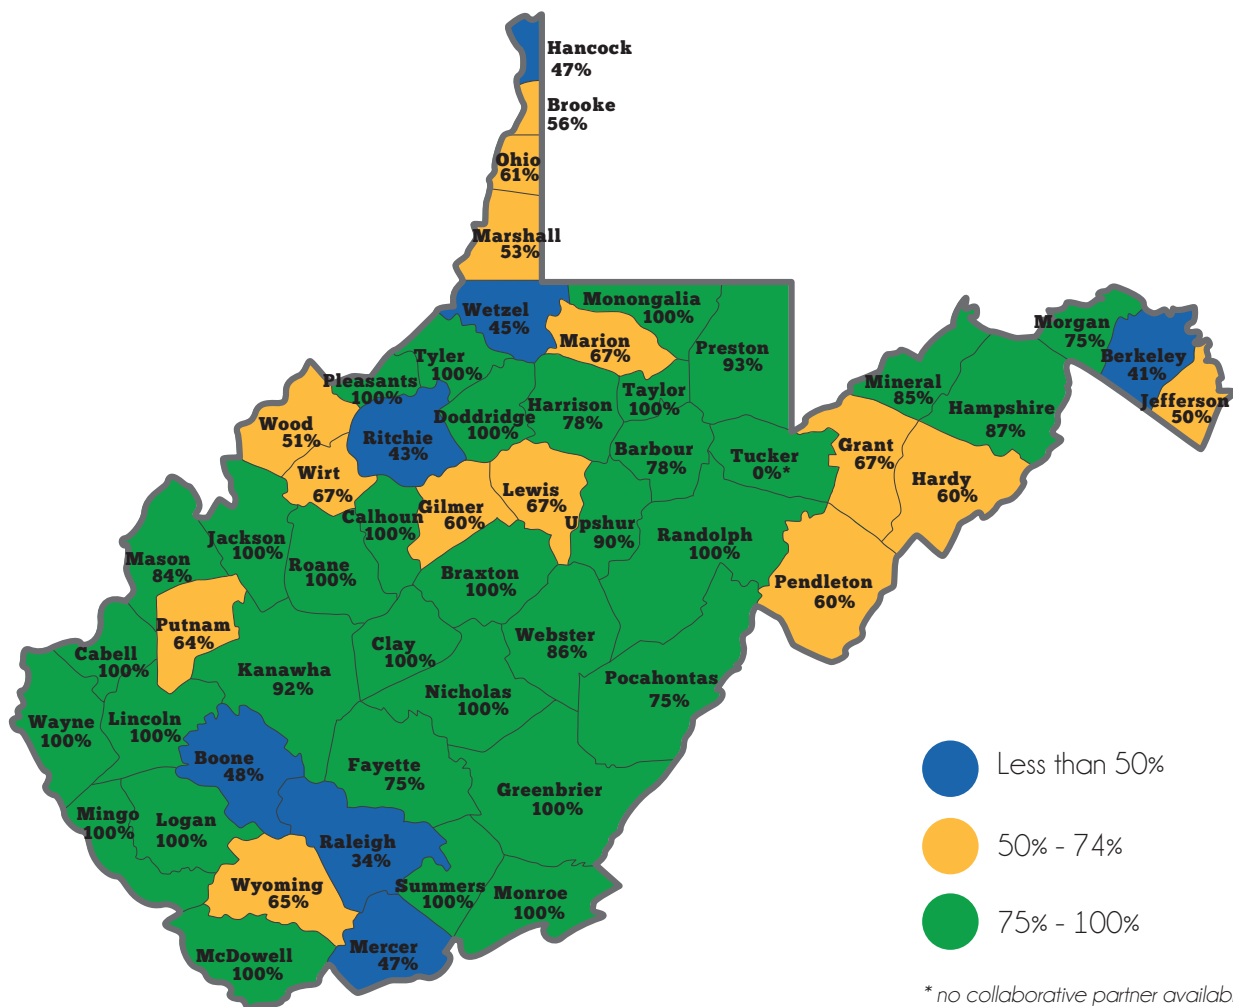 Hancock
47%
Brooke
56%
Ohio
61%
Marshall
53%
Wetzel
45%
Monongalia
100%
Marion
67%
Preston
93%
Tyler
100%
Pleasants
100%
Doddridge
100%
Harrison
78%
Taylor
100%
Barbour
78%
Tucker
0%*
Mineral
85%
Hampshire
87%
Morgan
75%
Berkeley
41%
Jefferson
50%
Grant
67%
Hardy
60%
Wood
51%
Ritchie
43%
Wirt
67%
Calhoun
100%
Gilmer
60%
Lewis
67%
Upshur
90%
Randolph
100%
Pendleton
60%
Jackson
100%
Roane
100%
Mason
84%
Braxton
100%
Putnam
64%
Clay
100%
Webster
86%
Cabell
100%
Kanawha
92%
Nicholas
100%
Pocahontas
75%
Wayne
100%
Lincoln
100%
Boone
48%
Fayette
75%
Greenbrier
100%
Mingo
100%
Logan
100%
Raleigh
34%
Wyoming
65%
Summers
100%
Monroe
100%
McDowell
100%
Mercer
47%
Less than 50%
50% - 74%
75% - 100%
* no collaborative partner availab